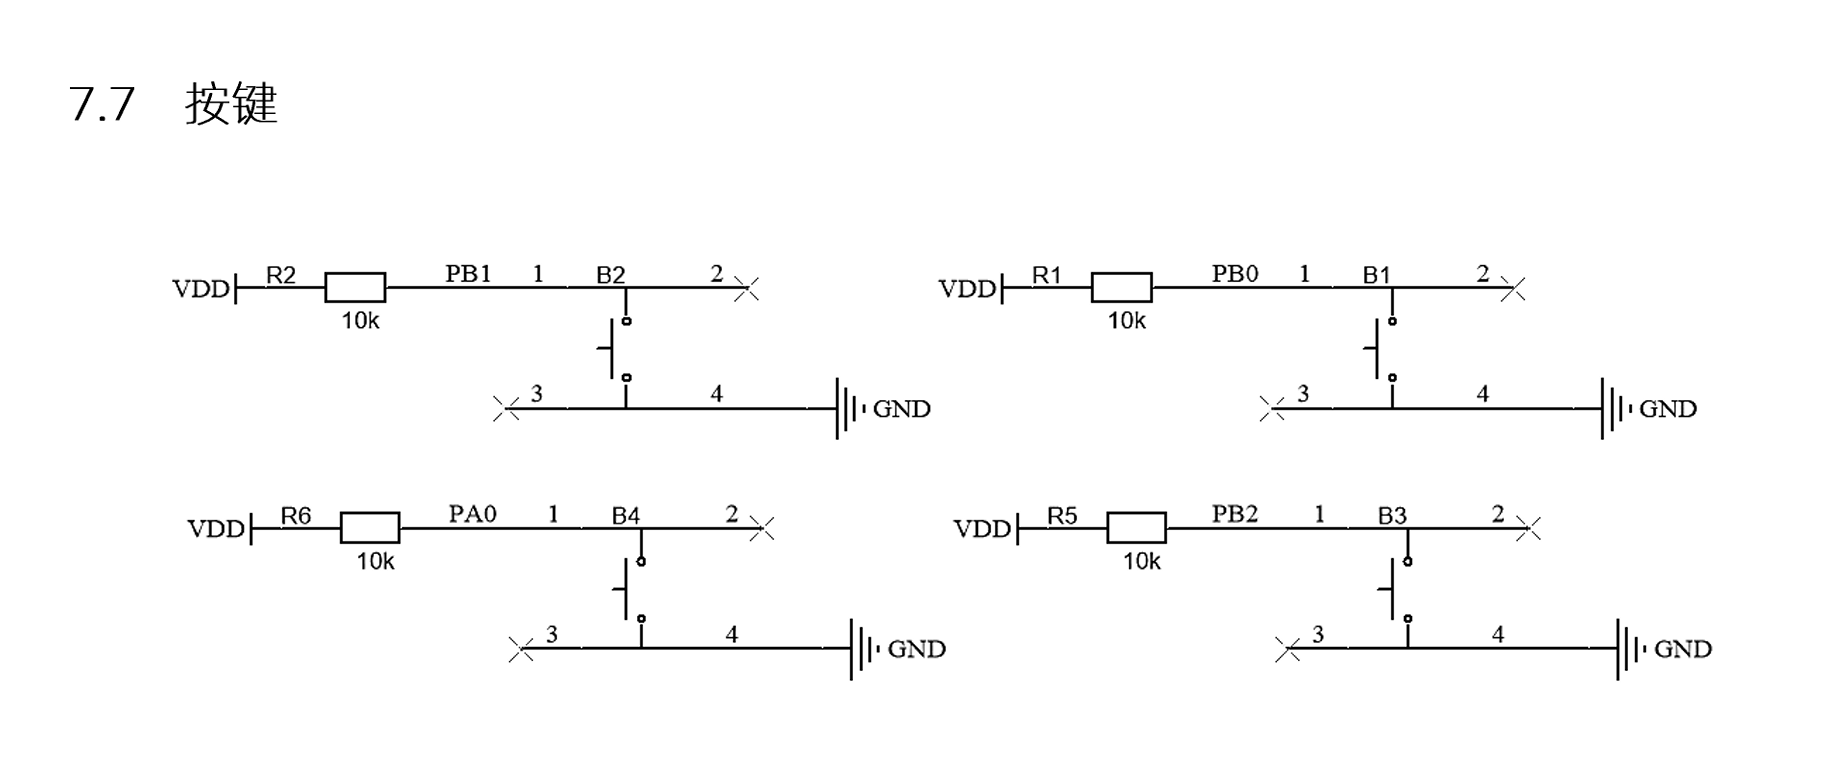 7.7 按键
VDD R2 PB1 1 B2 2
10k
3 4 GND
VDD R1 PB0 1 B1 2
10k
3 4 GND
VDD R6 PA0 1 B4 2
10k
3 4 GND
VDD R5 PB2 1 B3 2
10k
3 4 GND